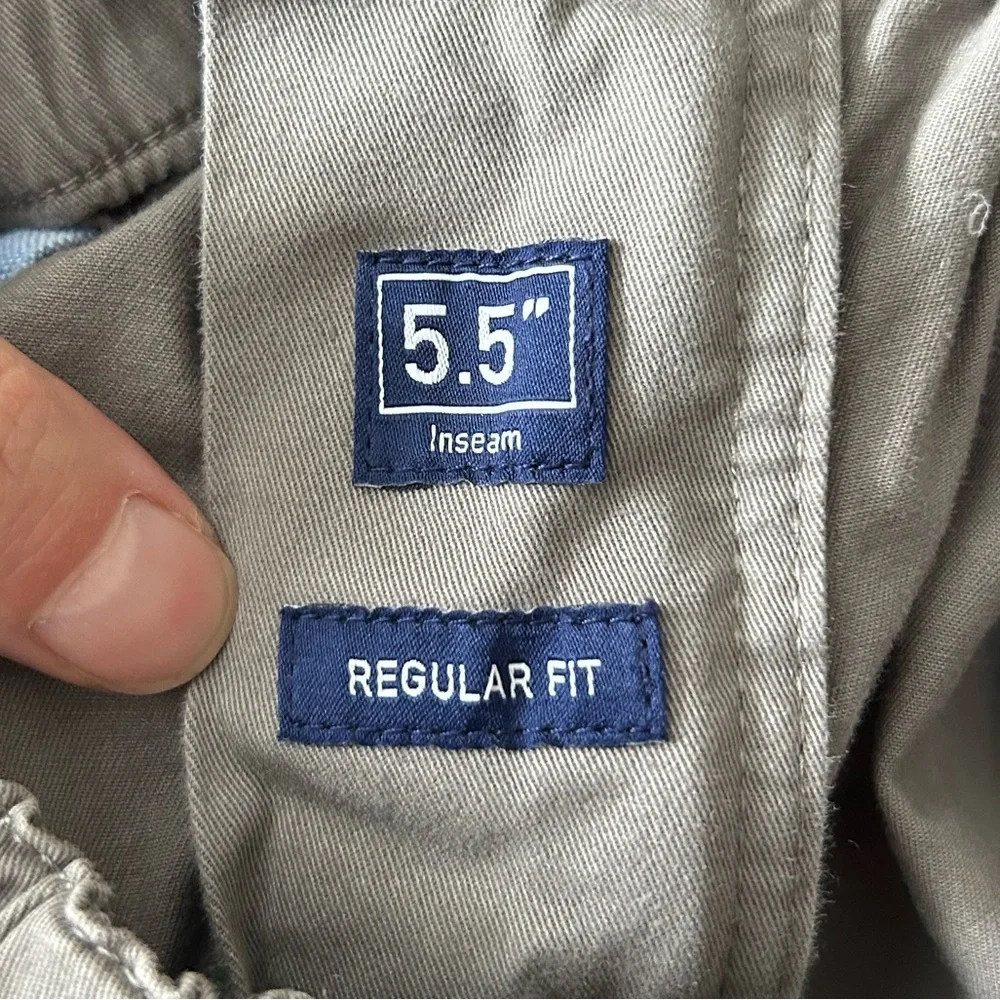 5.5"
Inseam
REGULAR FIT